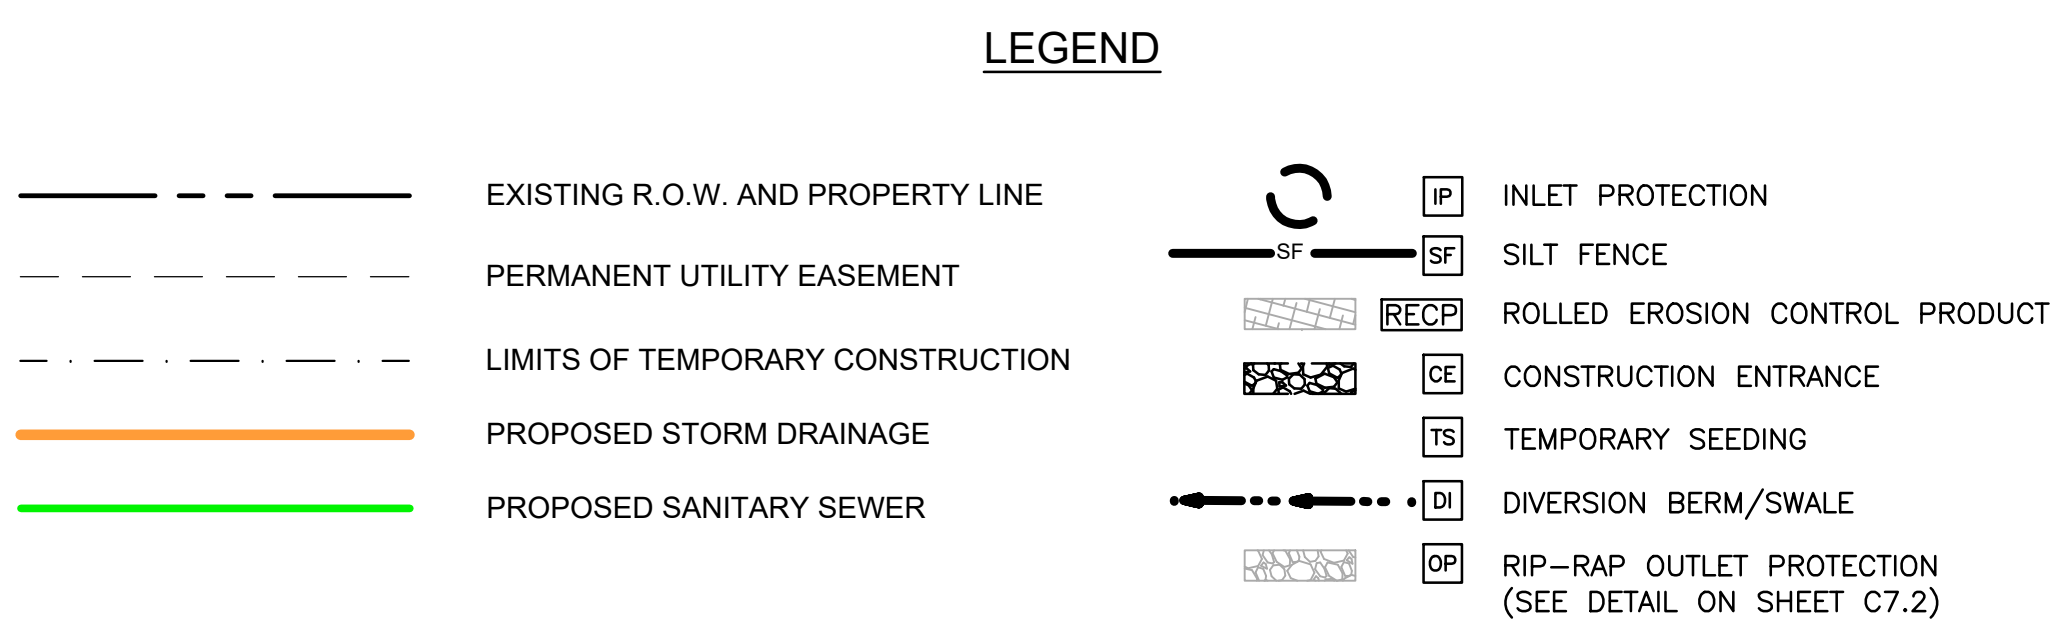 LEGEND
EXISTING R.O.W. AND PROPERTY LINE
PERMANENT UTILITY EASEMENT
LIMITS OF TEMPORARY CONSTRUCTION
PROPOSED STORM DRAINAGE
PROPOSED SANITARY SEWER
IP INLET PROTECTION
SF SF SILT FENCE
RECP ROLLED EROSION CONTROL PRODUCT
CE CONSTRUCTION ENTRANCE
TS TEMPORARY SEEDING
DI DIVERSION BERM/SWALE
OP RIP-RAP OUTLET PROTECTION
(SEE DETAIL ON SHEET C7.2)